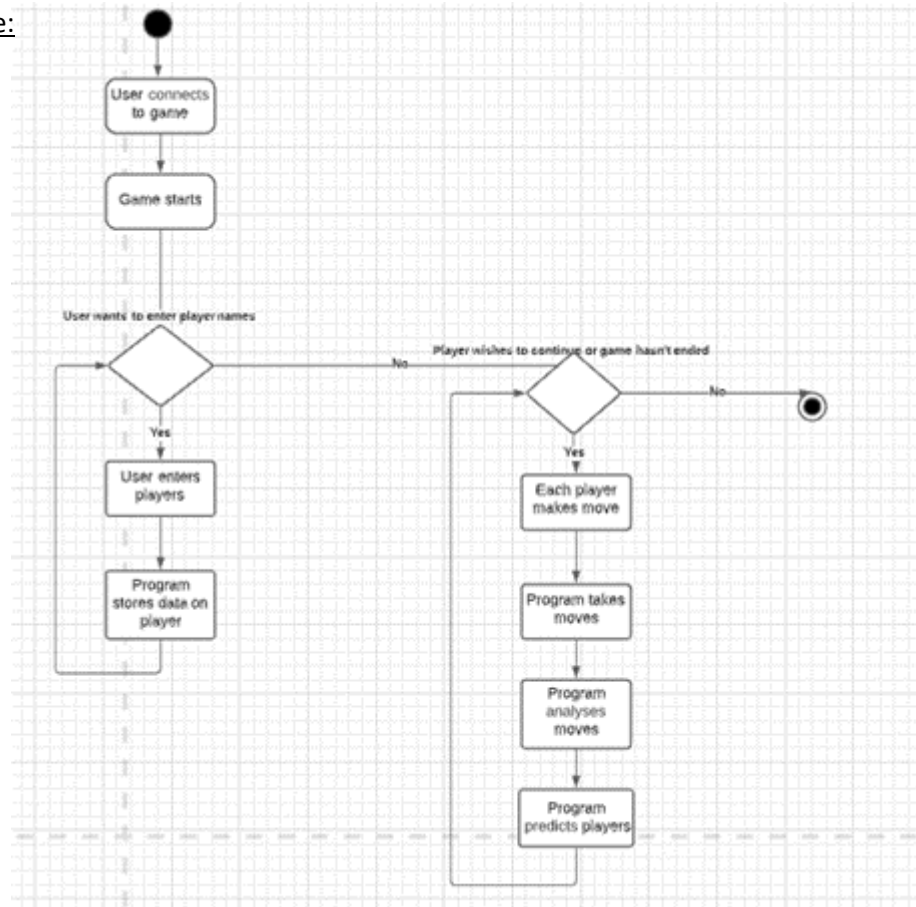 e:
User connects
to game
Game starts
User wants to enter player names
No
Yes
User enters
players
Program
stores data on
player
Player wishes to continue or game hasn't ended
No
Yes
Each player
makes move
Program takes
moves
Program
analyses
moves
Program
predicts players